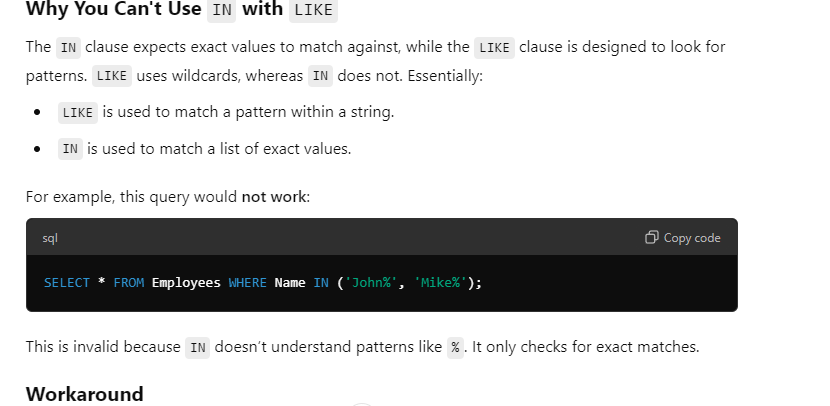 Why You Can't Use IN with LIKE
The IN clause expects exact values to match against, while the LIKE clause is designed to look for
patterns. LIKE uses wildcards, whereas IN does not. Essentially:
• LIKE is used to match a pattern within a string.
• IN is used to match a list of exact values.
For example, this query would not work:
sql Copy code
SELECT * FROM Employees WHERE Name IN ('John%', 'Mike%');
This is invalid because IN doesn’t understand patterns like %. It only checks for exact matches.
Workaround